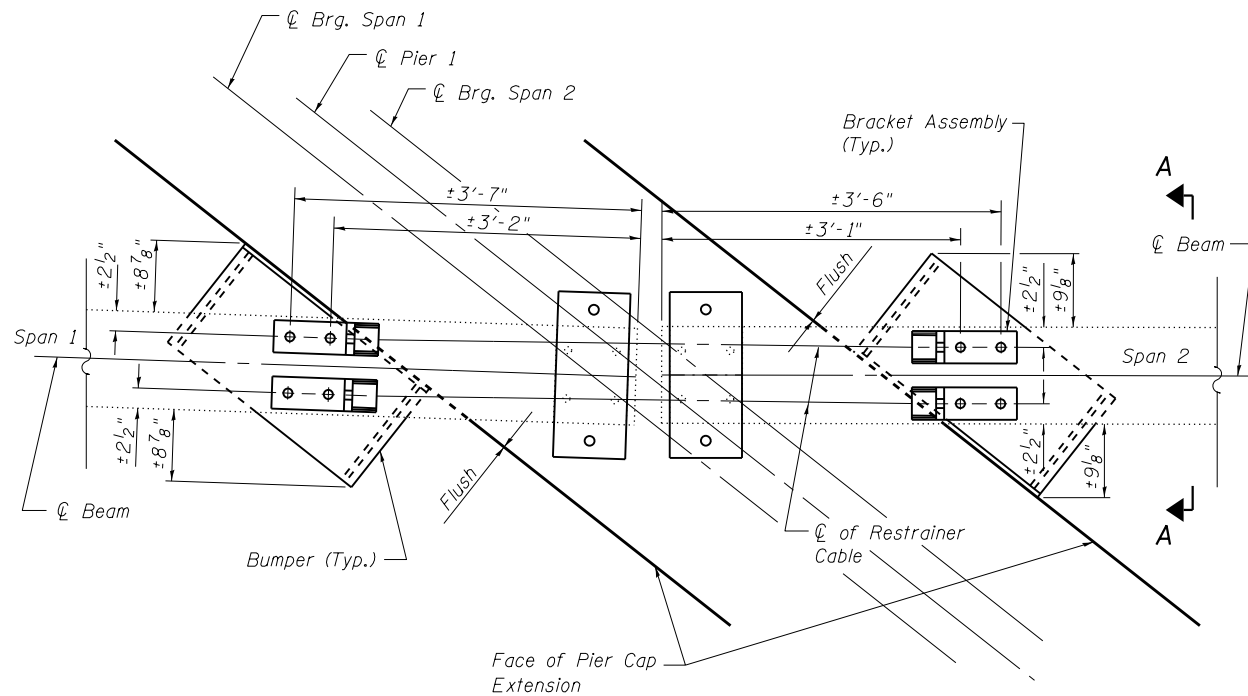 ℄ Brg. Span 1
℄ Pier 1
℄ Brg. Span 2
Bracket Assembly
(Typ.)
A
±3'-7"
±3'-6"
±3'-2"
±3'-1"
℄ Beam
±2½"
±8⅞"
Flush
±2½"
±9⅛"
Span 1
Span 2
±2½"
±8⅞"
Flush
±2½"
±9⅛"
℄ Beam
A
℄ of Restrainer
Cable
Bumper (Typ.)
Face of Pier Cap
Extension